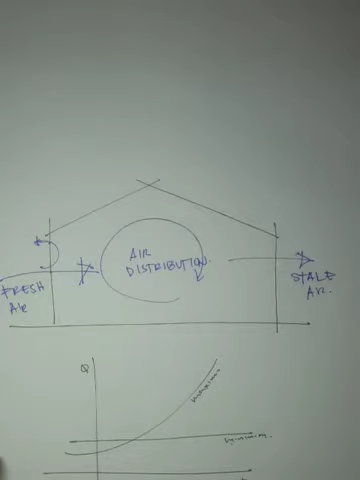 AIR
DISTRIBUTION.
FRESH
AIR
STALE
AIR.
Q